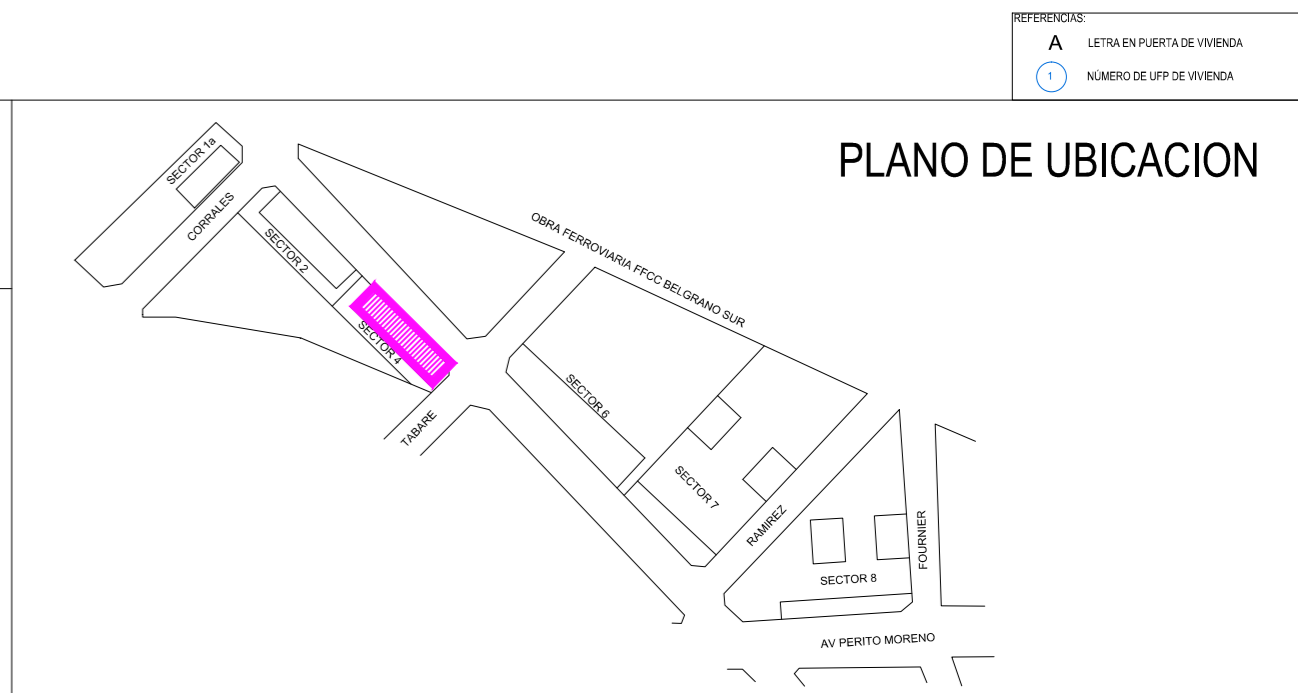 REFERENCIAS:
A LETRA EN PUERTA DE VIVIENDA
1 NÚMERO DE UFP DE VIVIENDA
PLANO DE UBICACION
SECTOR 1a
CORRALES
SECTOR 2
OBRA FERROVIARIA FFCC BELGRANO SUR
SECTOR 4
TABARE
SECTOR 6
SECTOR 7
RAMIREZ
FOURNIER
SECTOR 8
AV PERITO MORENO